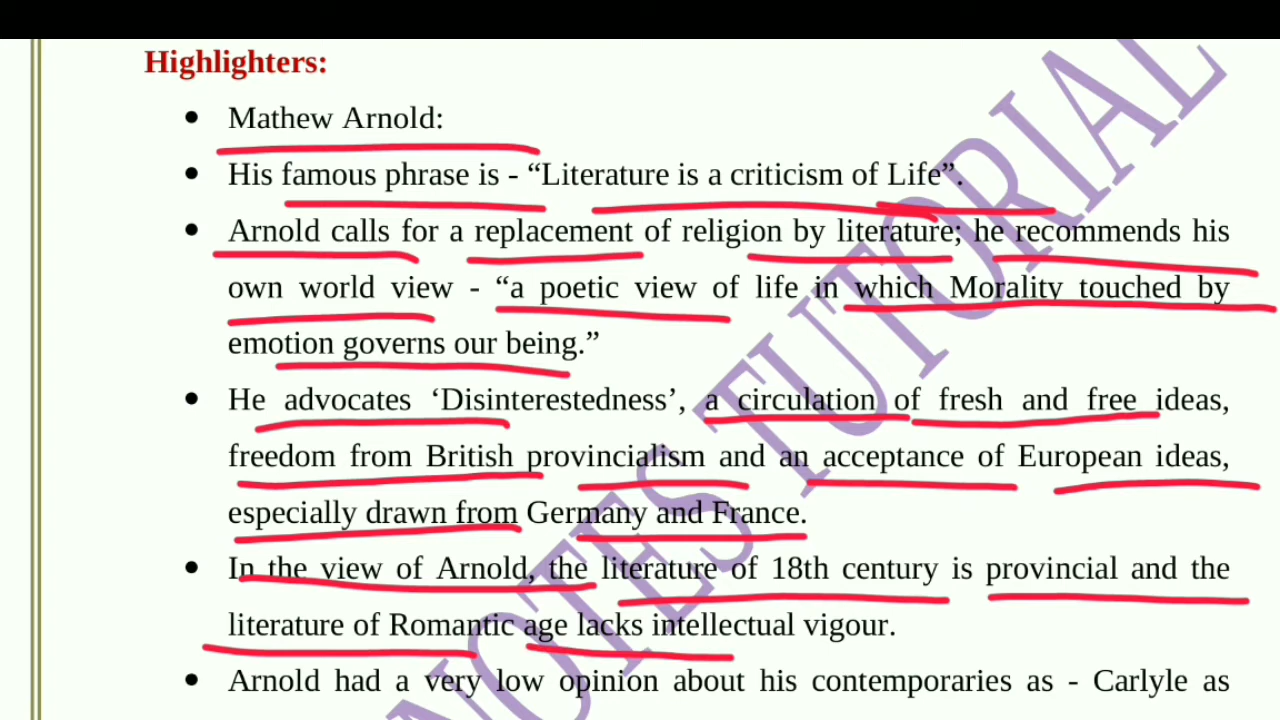 Highlighters:
• Mathew Arnold:
• His famous phrase is - “Literature is a criticism of Life”.
• Arnold calls for a replacement of religion by literature; he recommends his
own world view - “a poetic view of life in which Morality touched by
emotion governs our being.”
• He advocates ‘Disinterestedness’, a circulation of fresh and free ideas,
freedom from British provincialism and an acceptance of European ideas,
especially drawn from Germany and France.
• In the view of Arnold, the literature of 18th century is provincial and the
literature of Romantic age lacks intellectual vigour.
• Arnold had a very low opinion about his contemporaries as - Carlyle as
NOTES TUTORIAL